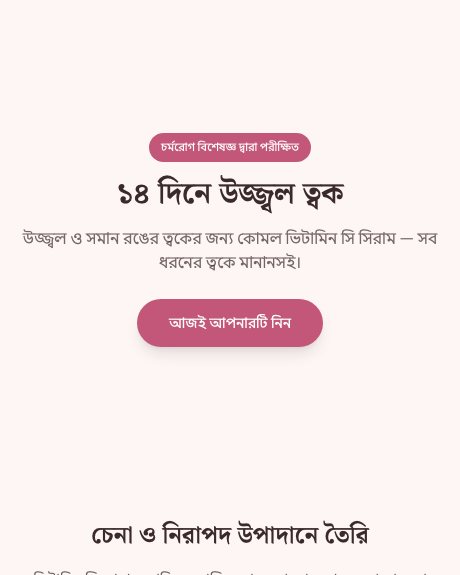 চর্মরোগ বিশেষজ্ঞ দ্বারা পরীক্ষিত
১৪ দিনে উজ্জ্বল ত্বক
উজ্জ্বল ও সমান রঙের ত্বকের জন্য কোমল ভিটামিন সি সিরাম — সব
ধরনের ত্বকে মানানসই।
আজই আপনারটি নিন
চেনা ও নিরাপদ উপাদানে তৈরি